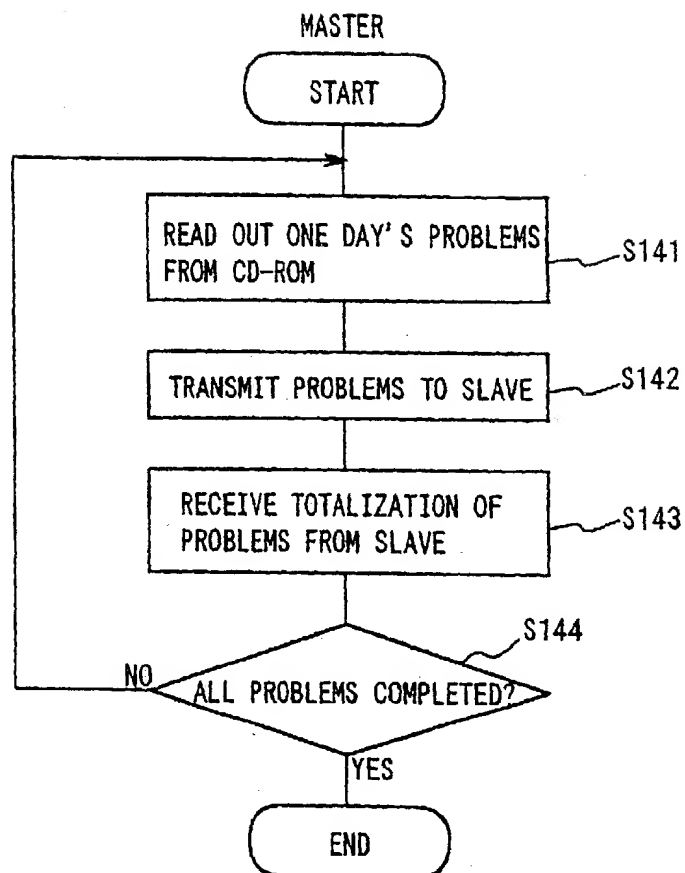 MASTER
START
READ OUT ONE DAY'S PROBLEMS
FROM CD-ROM
S141
TRANSMIT PROBLEMS TO SLAVE
S142
RECEIVE TOTALIZATION OF
PROBLEMS FROM SLAVE
S143
S144
NO
ALL PROBLEMS COMPLETED?
YES
END